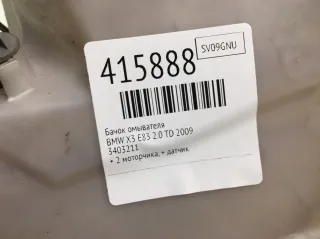 SV09GNU
415888
Бачок омывателя
BMW X3 E83 2.0 TD 2009
3403211
+ 2 моторчика, + датчик